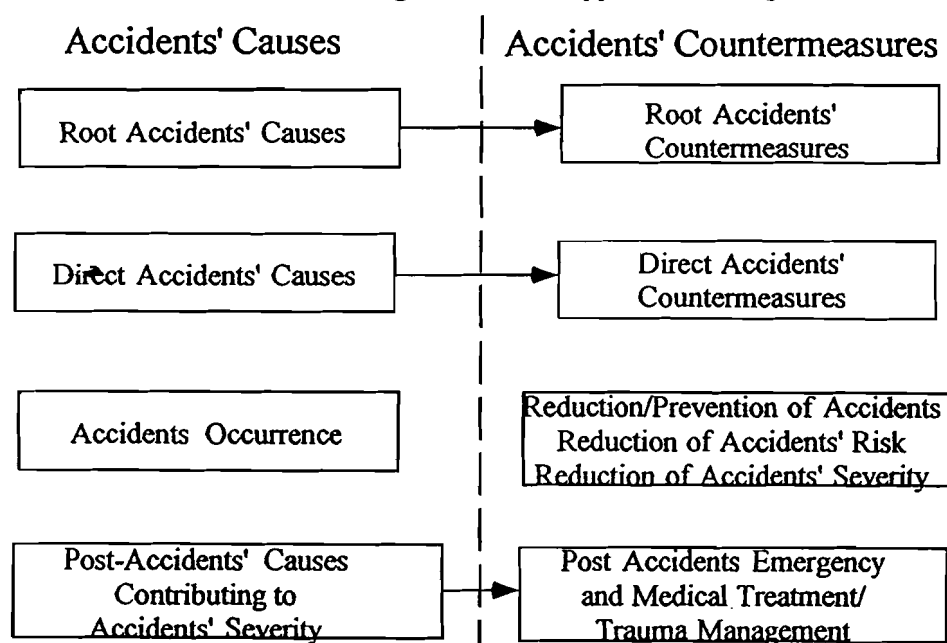 Accidents' Causes
Accidents' Countermeasures
Root Accidents' Causes
Root Accidents'
Countermeasures
Direct Accidents' Causes
Direct Accidents'
Countermeasures
Accidents Occurrence
Reduction/Prevention of Accidents
Reduction of Accidents' Risk
Reduction of Accidents' Severity
Post-Accidents' Causes
Contributing to
Accidents' Severity
Post Accidents Emergency
and Medical Treatment/
Trauma Management